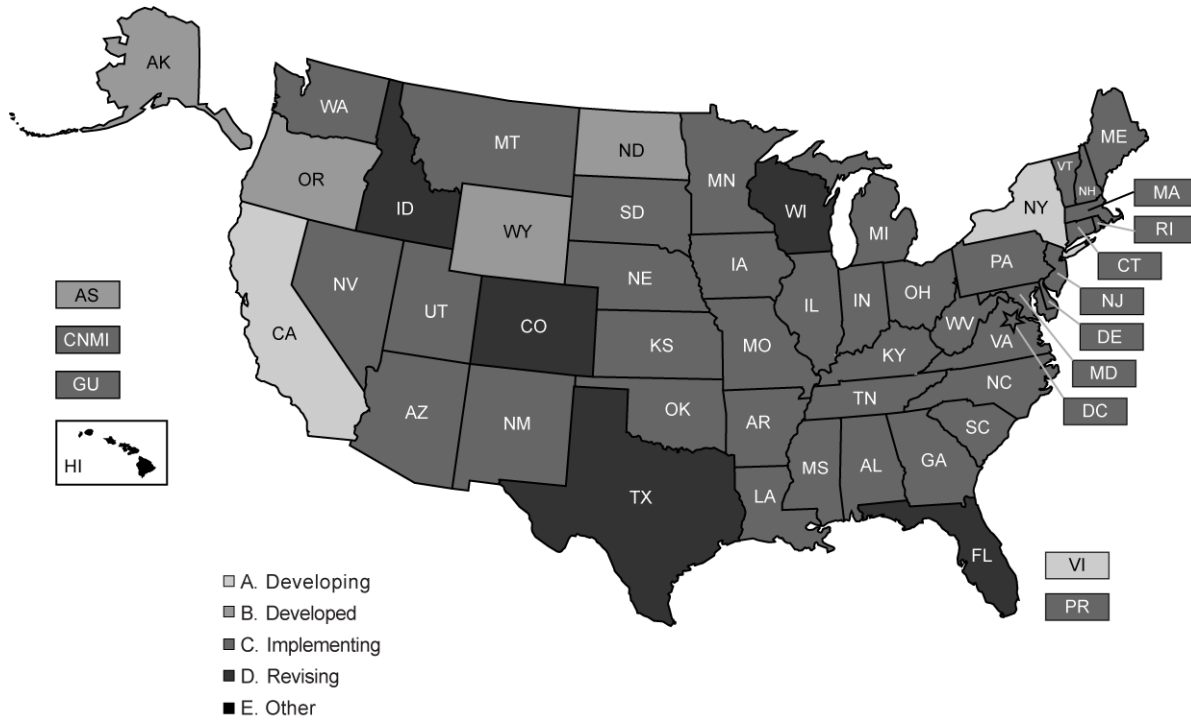 AK
WA
MT
ND
MN
ME
VT
NH
OR
ID
WY
SD
WI
MI
NY
MA
RI
CT
NV
UT
CO
NE
IA
IL
IN
OH
PA
NJ
AS
CNMI
GU
HI
CA
AZ
NM
KS
MO
KY
WV
VA
DE
MD
DC
OK
AR
TN
NC
SC
TX
LA
MS
AL
GA
FL
VI
PR
A. Developing
B. Developed
C. Implementing
D. Revising
E. Other